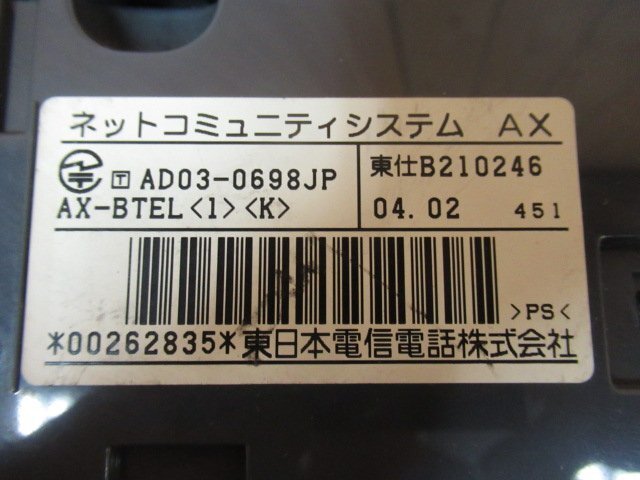 ネットコミュニティシステム AX
T AD03-0698JP
東仕B210246
AX-BTEL<1><K>
04.02 451
>PS<
*00262835*東日本電信電話株式会社